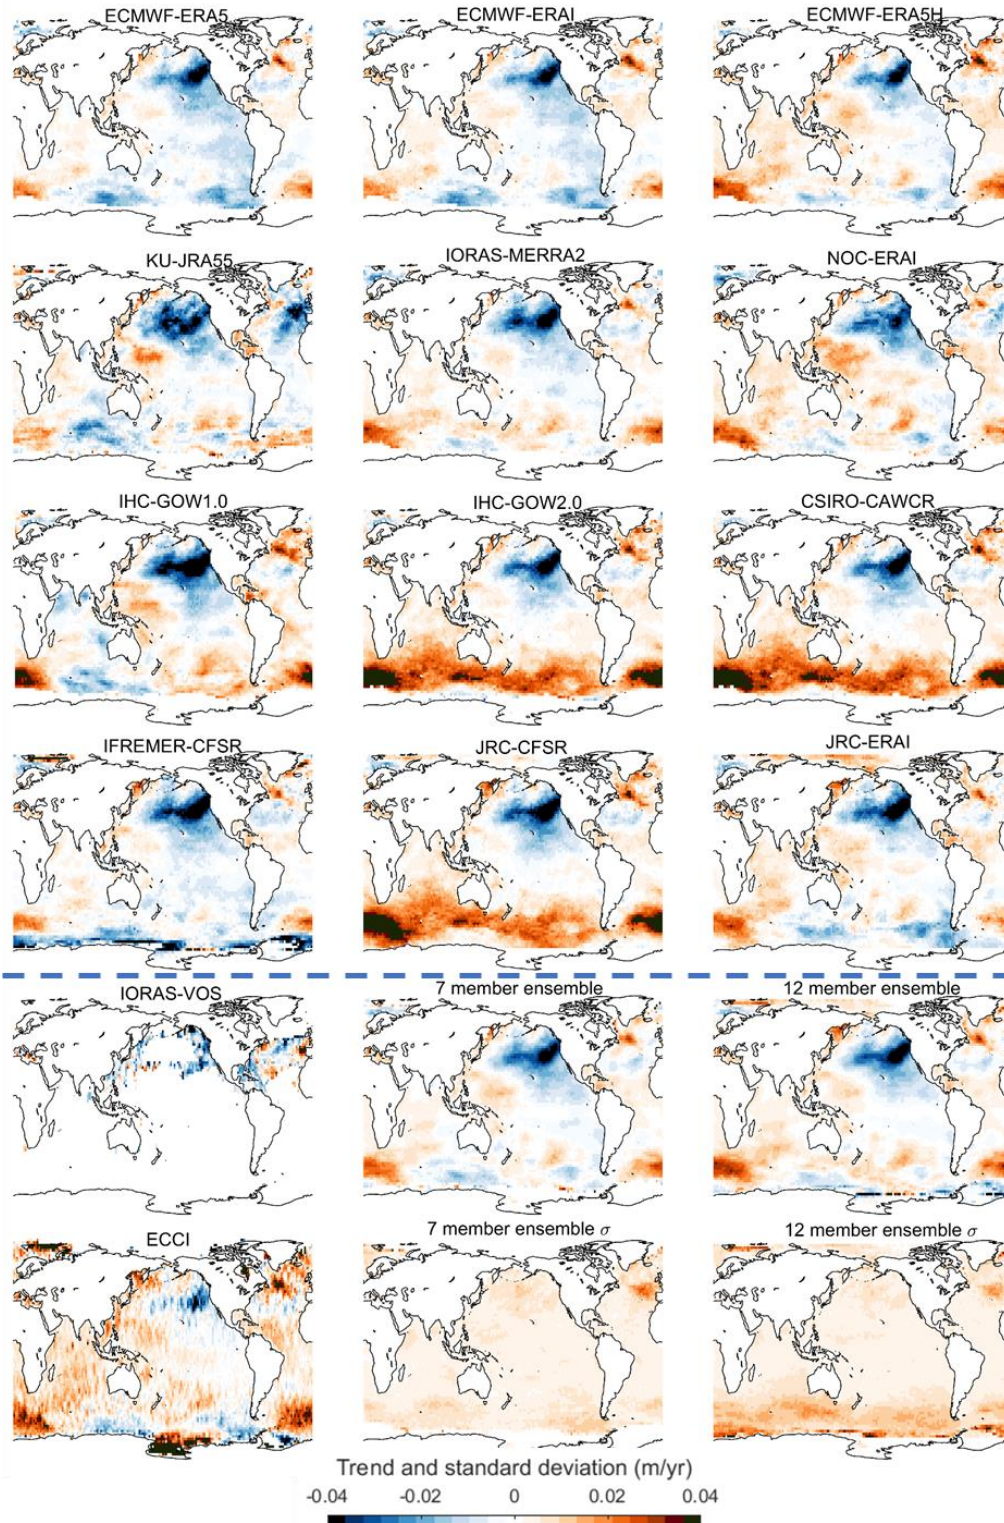 ECMWF-ERA5
ECMWF-ERAI
ECMWF-ERA5H
KU-JRA55
IORAS-MERRA2
NOC-ERAI
IHC-GOW1.0
IHC-GOW2.0
CSIRO-CAWCR
IFREMER-CFSR
JRC-CFSR
JRC-ERAI
IORAS-VOS
7 member ensemble
12 member ensemble
ECCI
7 member ensemble σ
12 member ensemble σ
Trend and standard deviation (m/yr)
-0.04 -0.02 0 0.02 0.04